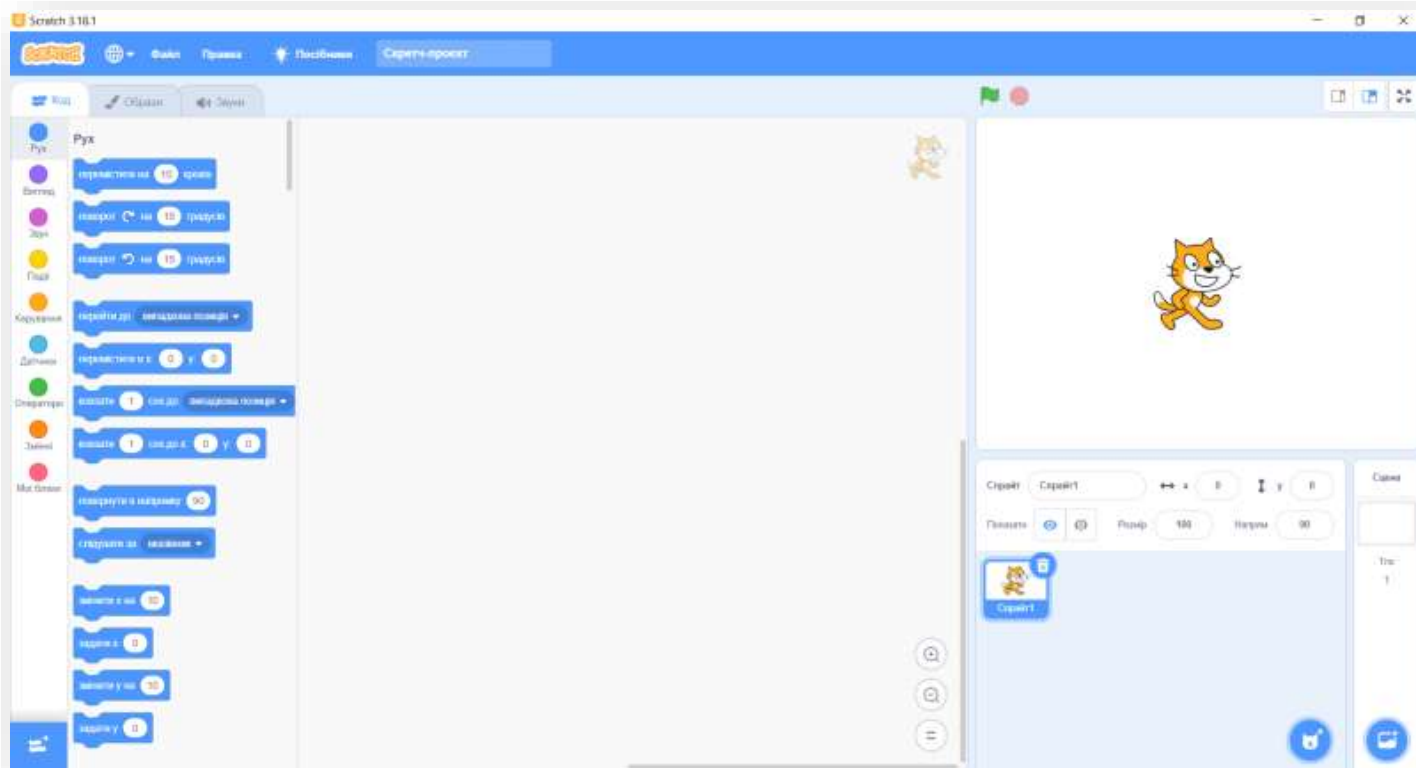 Scratch 3.18.1
SCRATCH
Файл Правка Посібники Скретч-проєкт
Код Образи Звуки
Рух
Вигляд
Звук
Події
Керування
Датчики
Оператори
Змінні
Мої блоки
Рух
перемістити на 10 кроків
поворот на 15 градусів
поворот на 15 градусів
перейти до випадкова позиція
перемістити в x: 0 y: 0
ковзати 1 сек до випадкова позиція
ковзати 1 сек до x: 0 y: 0
повернути в напрямку 90
слідувати за вказівник
змінити x на 10
задати x 0
змінити y на 10
задати y 0
Спрайт Спрайт1 x 0 y 0
Показати Розмір 100 Напрям 90
Спрайт1
Сцена
Тло
1